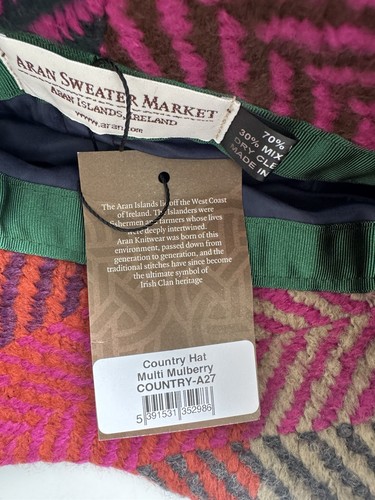 ARAN SWEATER MARKET
ARAN ISLANDS, IRELAND
www.aran.com
70%
30% MIX
DRY CLE
MADE IN
The Aran Islands lie off the West Coast
of Ireland. The Islanders were
fishermen and farmers whose lives
were deeply intertwined.
Aran Knitwear was born of this
environment, passed down from
generation to generation, and the
traditional stitches have since become
the ultimate symbol of
Irish Clan heritage
Country Hat
Multi Mulberry
COUNTRY-A27
5 391531 352986